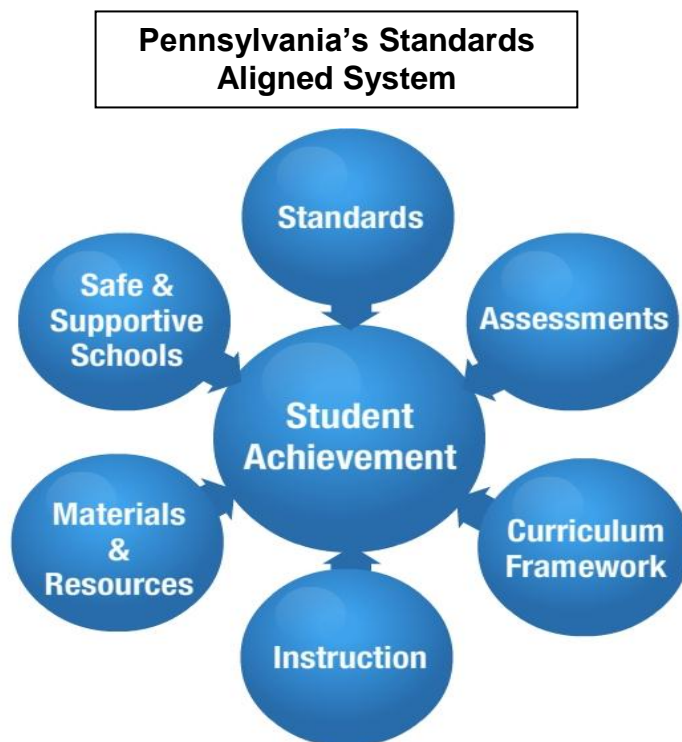 Pennsylvania’s Standards
Aligned System
Standards
Assessments
Curriculum
Framework
Instruction
Materials
&
Resources
Safe &
Supportive
Schools
Student
Achievement